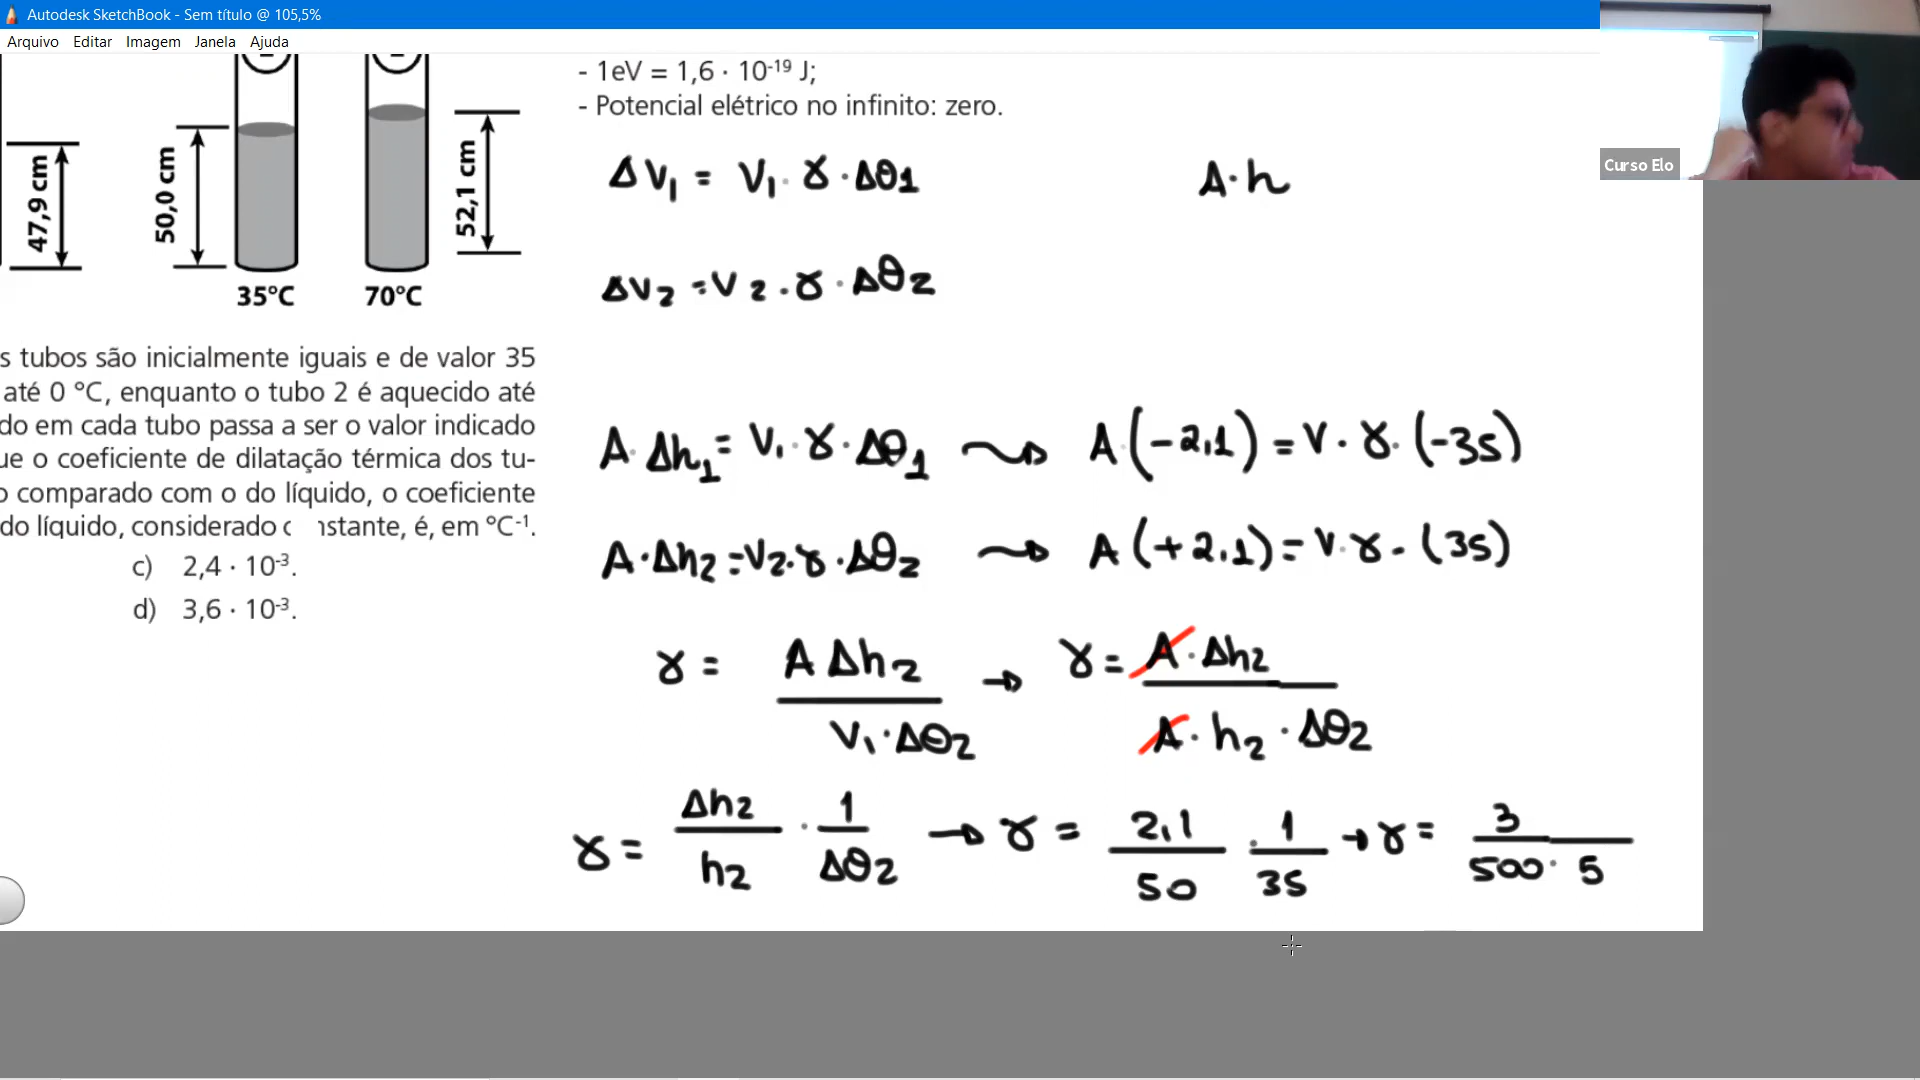 Autodesk SketchBook - Sem título @ 105,5%
Arquivo Editar Imagem Janela Ajuda
Curso Elo
47,9 cm
50,0 cm
52,1 cm
35°C 70°C
s tubos são inicialmente iguais e de valor 35
até 0 °C, enquanto o tubo 2 é aquecido até
do em cada tubo passa a ser o valor indicado
ue o coeficiente de dilatação térmica dos tu-
o comparado com o do líquido, o coeficiente
do líquido, considerado c nstante, é, em °C⁻¹.
c) 2,4 · 10⁻³.
d) 3,6 · 10⁻³.
- 1eV = 1,6 · 10⁻¹⁹ J;
- Potencial elétrico no infinito: zero.
ΔV₁ = V₁ · γ · Δθ1
A·h
ΔV₂ = V₂ · γ · Δθ₂
A · Δh₁ = V₁ · γ · Δθ₁ → A (-2,1) = V · γ · (-35)
A · Δh₂ = V₂ · γ · Δθ₂ → A (+2,1) = V · γ · (35)
γ = A Δh₂ / V₁ · Δθ₂ → γ = A · Δh₂ / A · h₂ · Δθ₂
γ = Δh₂ / h₂ · 1 / Δθ₂ → γ = 2,1 / 50 · 1 / 35 → γ = 3 / 500 · 5